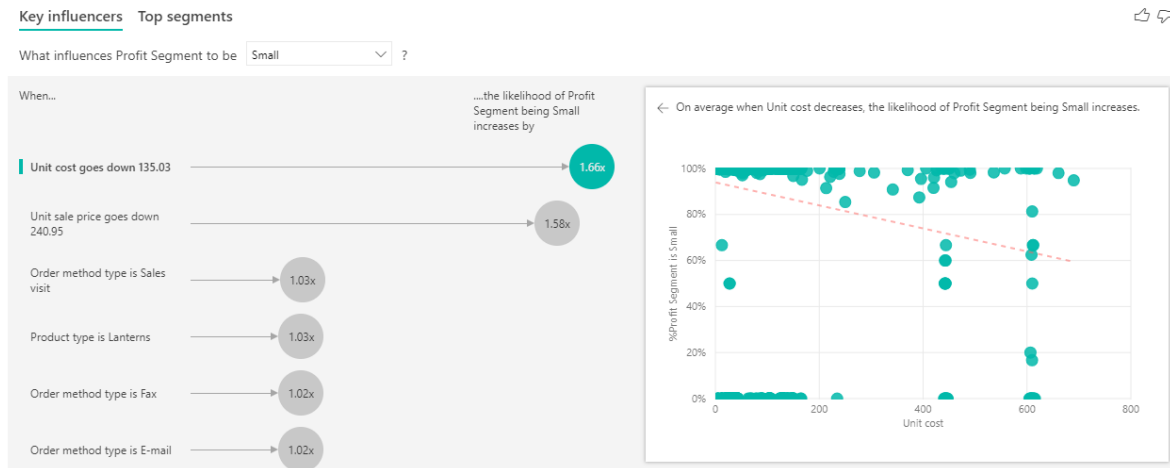 Key influencers Top segments
What influences Profit Segment to be Small ?
When...
....the likelihood of Profit
Segment being Small
increases by
Unit cost goes down 135.03
1.66x
Unit sale price goes down
240.95
1.58x
Order method type is Sales
visit
1.03x
Product type is Lanterns
1.03x
Order method type is Fax
1.02x
Order method type is E-mail
1.02x
On average when Unit cost decreases, the likelihood of Profit Segment being Small increases.
%Profit Segment is Small
100%
80%
60%
40%
20%
0%
0 200 400 600 800
Unit cost